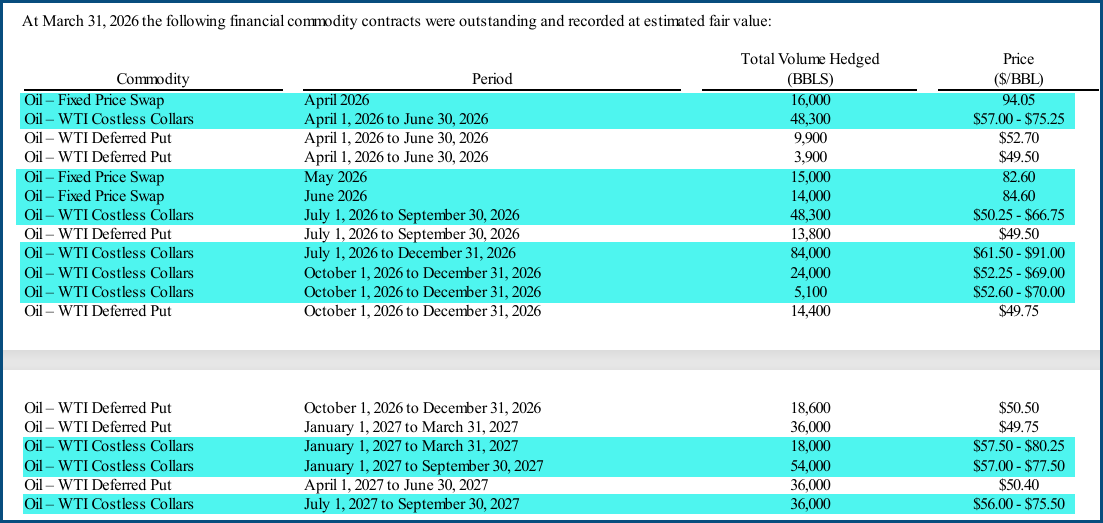 At March 31, 2026 the following financial commodity contracts were outstanding and recorded at estimated fair value:
Total Volume Hedged Price
Commodity Period (BBLS) ($/BBL)
Oil – Fixed Price Swap April 2026 16,000 94.05
Oil – WTI Costless Collars April 1, 2026 to June 30, 2026 48,300 $57.00 - $75.25
Oil – WTI Deferred Put April 1, 2026 to June 30, 2026 9,900 $52.70
Oil – WTI Deferred Put April 1, 2026 to June 30, 2026 3,900 $49.50
Oil – Fixed Price Swap May 2026 15,000 82.60
Oil – Fixed Price Swap June 2026 14,000 84.60
Oil – WTI Costless Collars July 1, 2026 to September 30, 2026 48,300 $50.25 - $66.75
Oil – WTI Deferred Put July 1, 2026 to September 30, 2026 13,800 $49.50
Oil – WTI Costless Collars July 1, 2026 to December 31, 2026 84,000 $61.50 - $91.00
Oil – WTI Costless Collars October 1, 2026 to December 31, 2026 24,000 $52.25 - $69.00
Oil – WTI Costless Collars October 1, 2026 to December 31, 2026 5,100 $52.60 - $70.00
Oil – WTI Deferred Put October 1, 2026 to December 31, 2026 14,400 $49.75
Oil – WTI Deferred Put October 1, 2026 to December 31, 2026 18,600 $50.50
Oil – WTI Deferred Put January 1, 2027 to March 31, 2027 36,000 $49.75
Oil – WTI Costless Collars January 1, 2027 to March 31, 2027 18,000 $57.50 - $80.25
Oil – WTI Costless Collars January 1, 2027 to September 30, 2027 54,000 $57.00 - $77.50
Oil – WTI Deferred Put April 1, 2027 to June 30, 2027 36,000 $50.40
Oil – WTI Costless Collars July 1, 2027 to September 30, 2027 36,000 $56.00 - $75.50